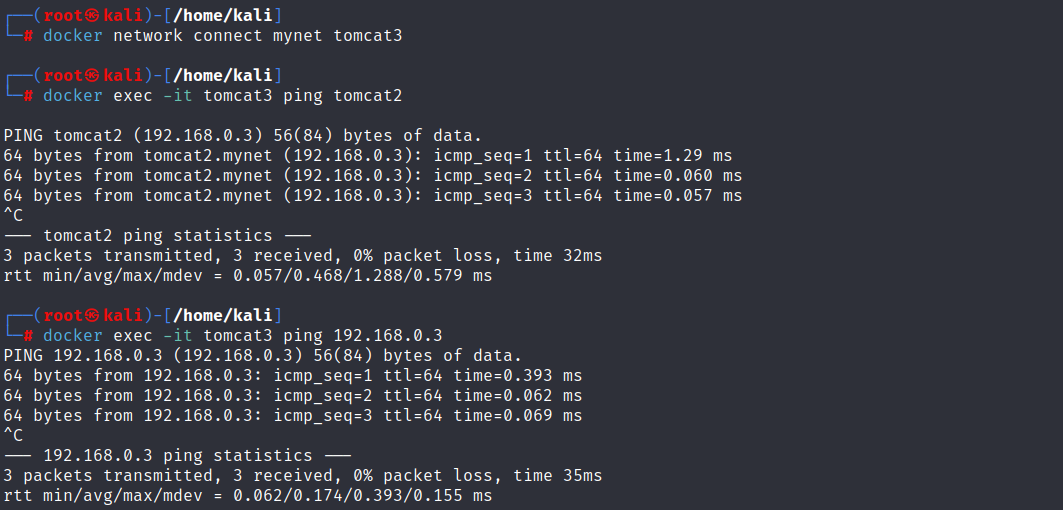 ┌──(root㉿kali)-[/home/kali]
└─# docker network connect mynet tomcat3
┌──(root㉿kali)-[/home/kali]
└─# docker exec -it tomcat3 ping tomcat2
PING tomcat2 (192.168.0.3) 56(84) bytes of data.
64 bytes from tomcat2.mynet (192.168.0.3): icmp_seq=1 ttl=64 time=1.29 ms
64 bytes from tomcat2.mynet (192.168.0.3): icmp_seq=2 ttl=64 time=0.060 ms
64 bytes from tomcat2.mynet (192.168.0.3): icmp_seq=3 ttl=64 time=0.057 ms
^C
--- tomcat2 ping statistics ---
3 packets transmitted, 3 received, 0% packet loss, time 32ms
rtt min/avg/max/mdev = 0.057/0.468/1.288/0.579 ms
┌──(root㉿kali)-[/home/kali]
└─# docker exec -it tomcat3 ping 192.168.0.3
PING 192.168.0.3 (192.168.0.3) 56(84) bytes of data.
64 bytes from 192.168.0.3: icmp_seq=1 ttl=64 time=0.393 ms
64 bytes from 192.168.0.3: icmp_seq=2 ttl=64 time=0.062 ms
64 bytes from 192.168.0.3: icmp_seq=3 ttl=64 time=0.069 ms
^C
--- 192.168.0.3 ping statistics ---
3 packets transmitted, 3 received, 0% packet loss, time 35ms
rtt min/avg/max/mdev = 0.062/0.174/0.393/0.155 ms